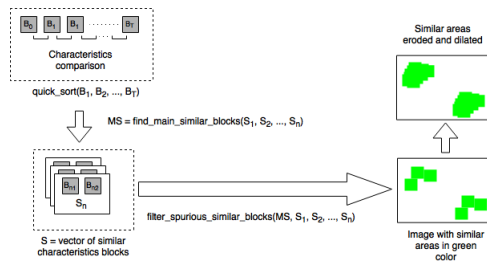 B0 B1 B1 ........ BT
Characteristics
comparison
quick_sort(B1, B2, ..., BT)
MS = find_main_similar_blocks(S1, S2, ..., Sn)
Bn1 Bn2
Sn
S = vector of similar
characteristics blocks
filter_spurious_similar_blocks(MS, S1, S2, ..., Sn)
Similar areas
eroded and dilated
Image with similar
areas in green
color